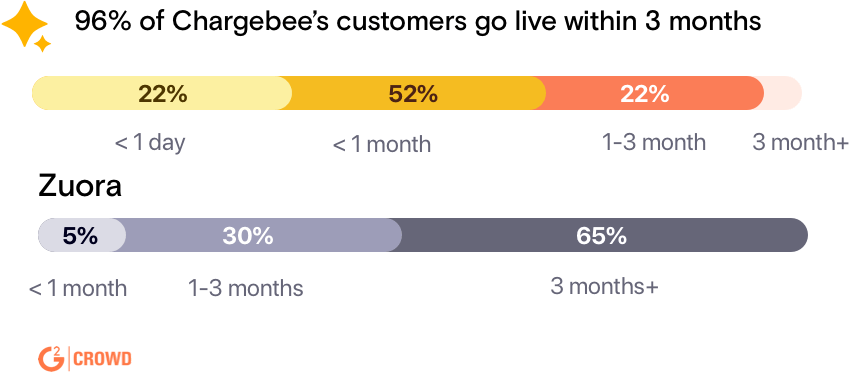 96% of Chargebee’s customers go live within 3 months
22% 52% 22%
< 1 day < 1 month 1-3 month 3 month+
Zuora
5% 30% 65%
< 1 month 1-3 months 3 months+
G2 | CROWD